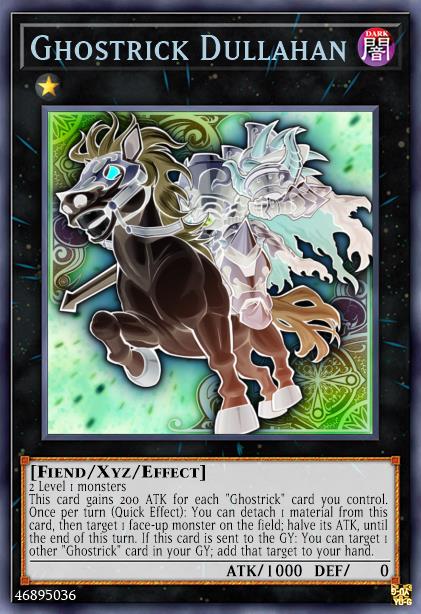 GHOSTRICK DULLAHAN
DARK
闇
[FIEND/XYZ/EFFECT]
2 Level 1 monsters
This card gains 200 ATK for each "Ghostrick" card you control.
Once per turn (Quick Effect): You can detach 1 material from this
card, then target 1 face-up monster on the field; halve its ATK, until
the end of this turn. If this card is sent to the GY: You can target 1
other "Ghostrick" card in your GY; add that target to your hand.
ATK/1000 DEF/ 0
46895036